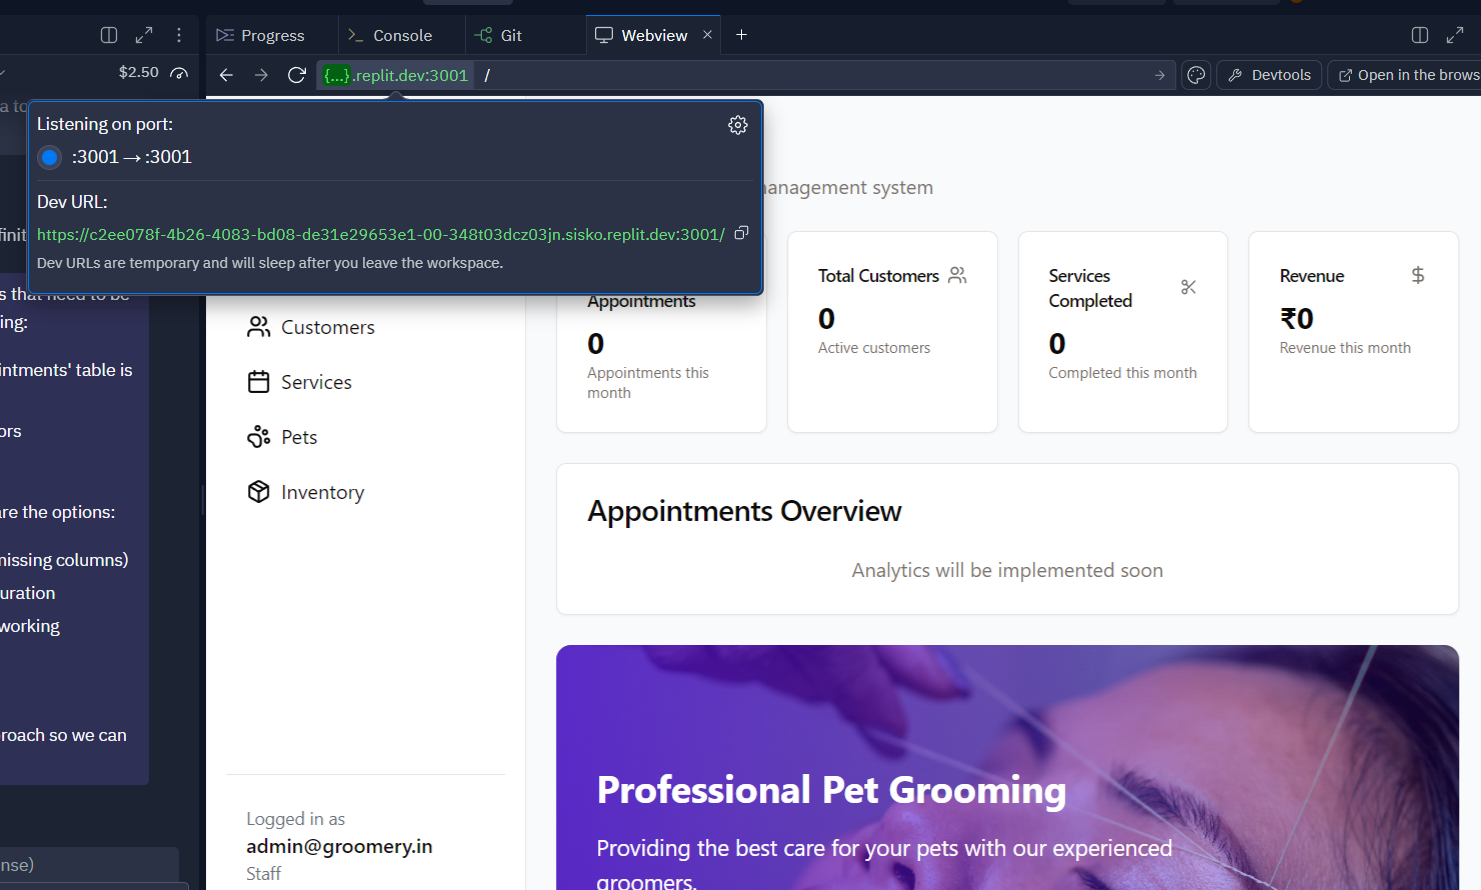 Progress
Console
Git
Webview
$2.50
{...}.replit.dev:3001 /
Devtools
Open in the brows
a to
Listening on port:
:3001 → :3001
Dev URL:
https://c2ee078f-4b26-4083-bd08-de31e29653e1-00-348t03dcz03jn.sisko.replit.dev:3001/
Dev URLs are temporary and will sleep after you leave the workspace.
finit
s that need to be
ing:
intments' table is
ors
are the options:
missing columns)
uration
working
roach so we can
nse)
anagement system
Customers
Services
Pets
Inventory
Logged in as
admin@groomery.in
Staff
Appointments
0
Appointments this
month
Total Customers
0
Active customers
Services
Completed
0
Completed this month
Revenue
₹0
Revenue this month
Appointments Overview
Analytics will be implemented soon
Professional Pet Grooming
Providing the best care for your pets with our experienced
groomers.